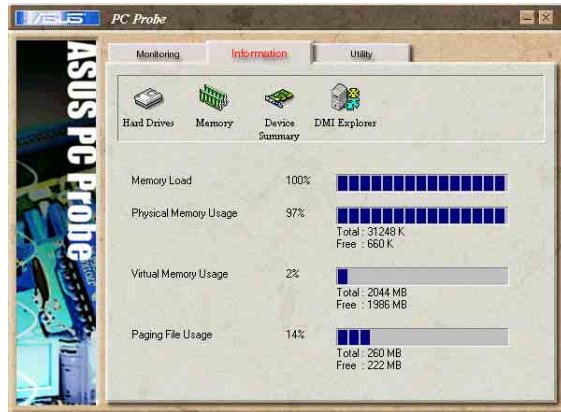 ASUS
PC Probe
ASUS PC Probe
Monitoring
Information
Utility
Hard Drives
Memory
Device
Summary
DMI Explorer
Memory Load
100%
Physical Memory Usage
97%
Total : 31248 K
Free : 660 K
Virtual Memory Usage
2%
Total : 2044 MB
Free : 1986 MB
Paging File Usage
14%
Total : 260 MB
Free : 222 MB